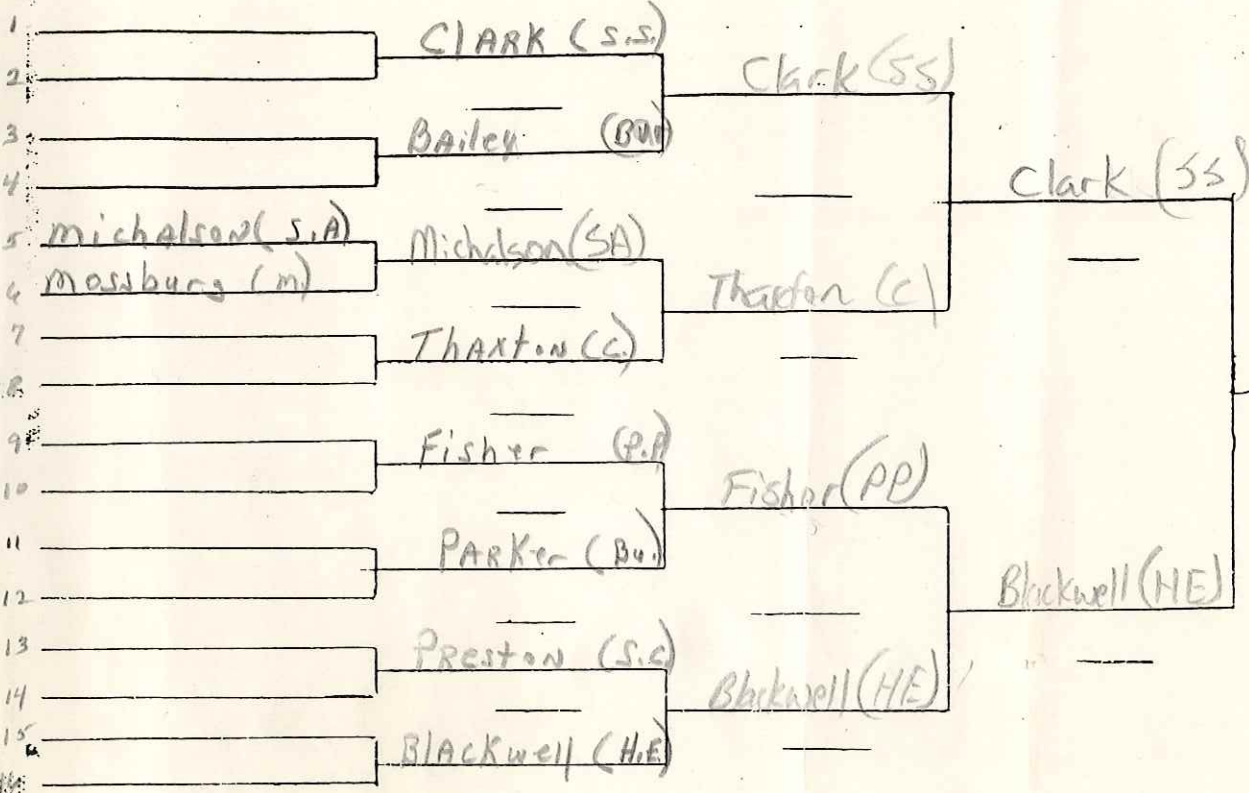 1
2
3
4
5 Michalson (S.A)
6 Mossburg (M)
7
8
9
10
11
12
13
14
15
16
CLARK (S.S.)
BAiley (Bur)
Michalson (SA)
THAXTON (C.)
Fisher (P.P)
PARKer (Bu.)
PRESTON (S.C)
BLACKwell (H.E)
Clark (SS)
Thaxton (C)
Fisher (PP)
Blackwell (HE)
Clark (SS)
Blackwell (HE)